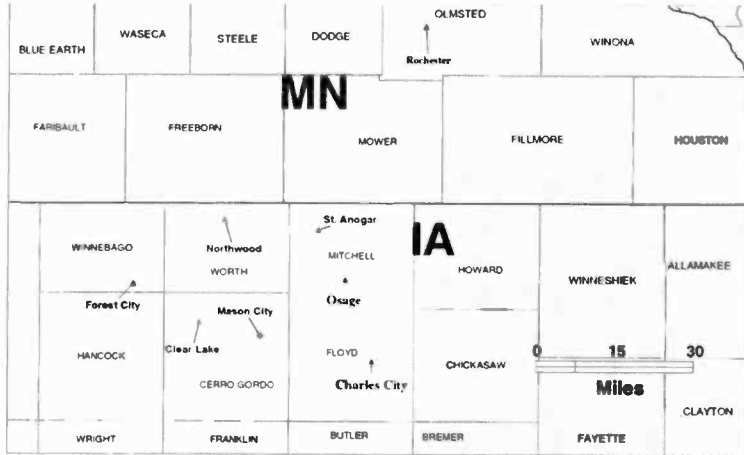 OLMSTED
BLUE EARTH
WASECA
STEELE
DODGE
WINONA
Rochester
MN
FARIBAULT
FREEBORN
MOWER
FILLMORE
HOUSTON
St. Anogar
IA
WINNEBAGO
Northwood
WORTH
MITCHELL
HOWARD
WINNESHIEK
ALLAMAKEE
Forest City
Mason City
Osage
Clear Lake
HANCOCK
CERRO GORDO
FLOYD
Charles City
CHICKASAW
0 15 30
Miles
CLAYTON
WRIGHT
FRANKLIN
BUTLER
BREMER
FAYETTE